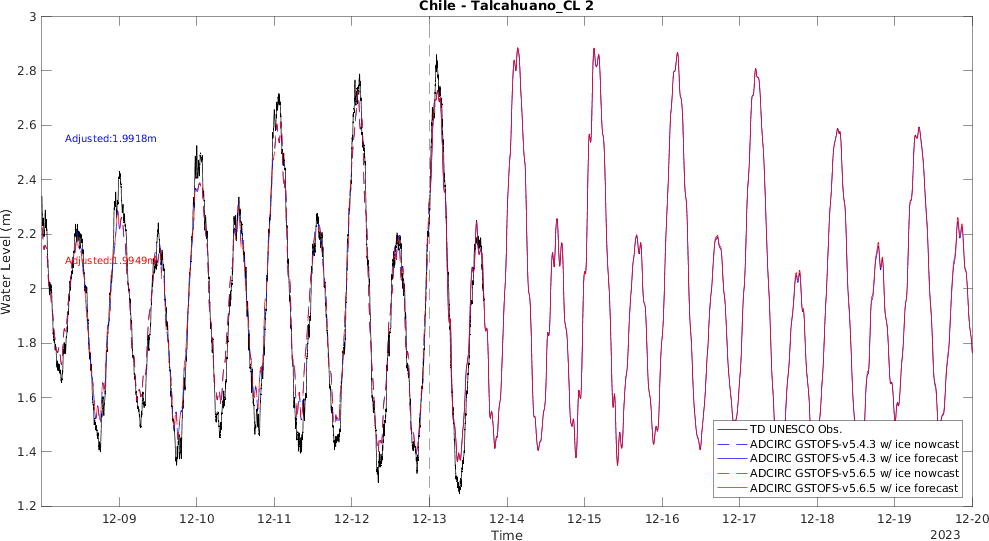 Chile - Talcahuano_CL 2
3
2.8
2.6
2.4
2.2
2
1.8
1.6
1.4
1.2
Water Level (m)
Adjusted:1.9918m
Adjusted:1.9949m
TD UNESCO Obs.
ADCIRC GSTOFS-v5.4.3 w/ ice nowcast
ADCIRC GSTOFS-v5.4.3 w/ ice forecast
ADCIRC GSTOFS-v5.6.5 w/ ice nowcast
ADCIRC GSTOFS-v5.6.5 w/ ice forecast
12-09 12-10 12-11 12-12 12-13 12-14 12-15 12-16 12-17 12-18 12-19 12-20
Time
2023